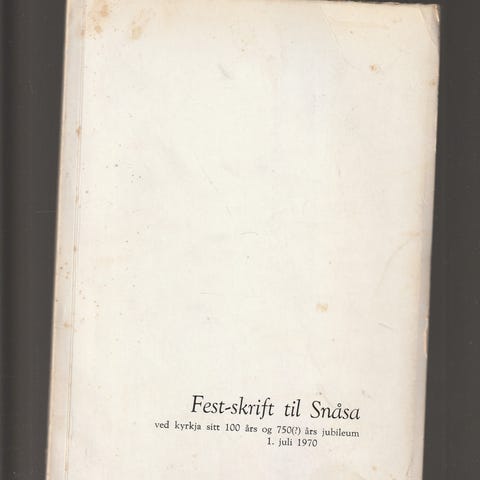 Fest-skrift til Snåsa
ved kyrkja sitt 100 års og 750(?) års jubileum
1. juli 1970